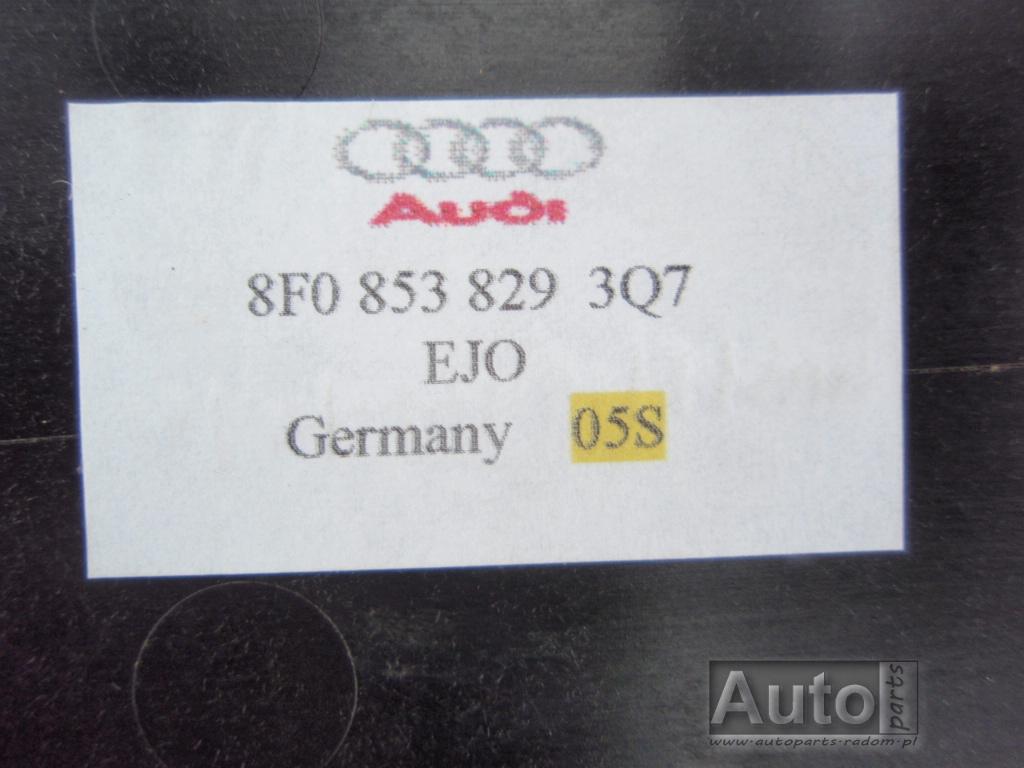 Audi
8F0 853 829 3Q7
EJO
Germany 05S
Auto parts
www-autoparts-radom-pl